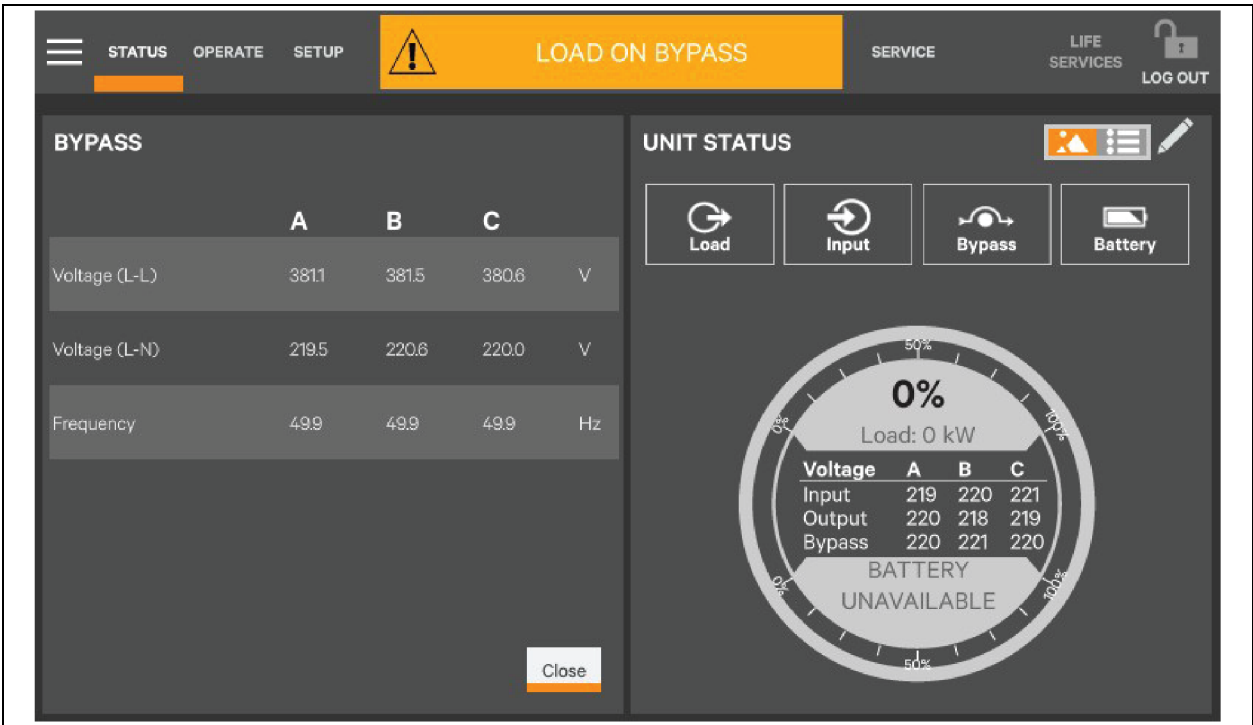 STATUS OPERATE SETUP LOAD ON BYPASS SERVICE LIFE SERVICES LOG OUT
BYPASS
A B C
Voltage (L-L) 381.1 381.5 380.6 V
Voltage (L-N) 219.5 220.6 220.0 V
Frequency 49.9 49.9 49.9 Hz
Close
UNIT STATUS
Load Input Bypass Battery
50%
0% 100%
0%
Load: 0 kW
Voltage A B C
Input 219 220 221
Output 220 218 219
Bypass 220 221 220
BATTERY
UNAVAILABLE
0% 100%
50%